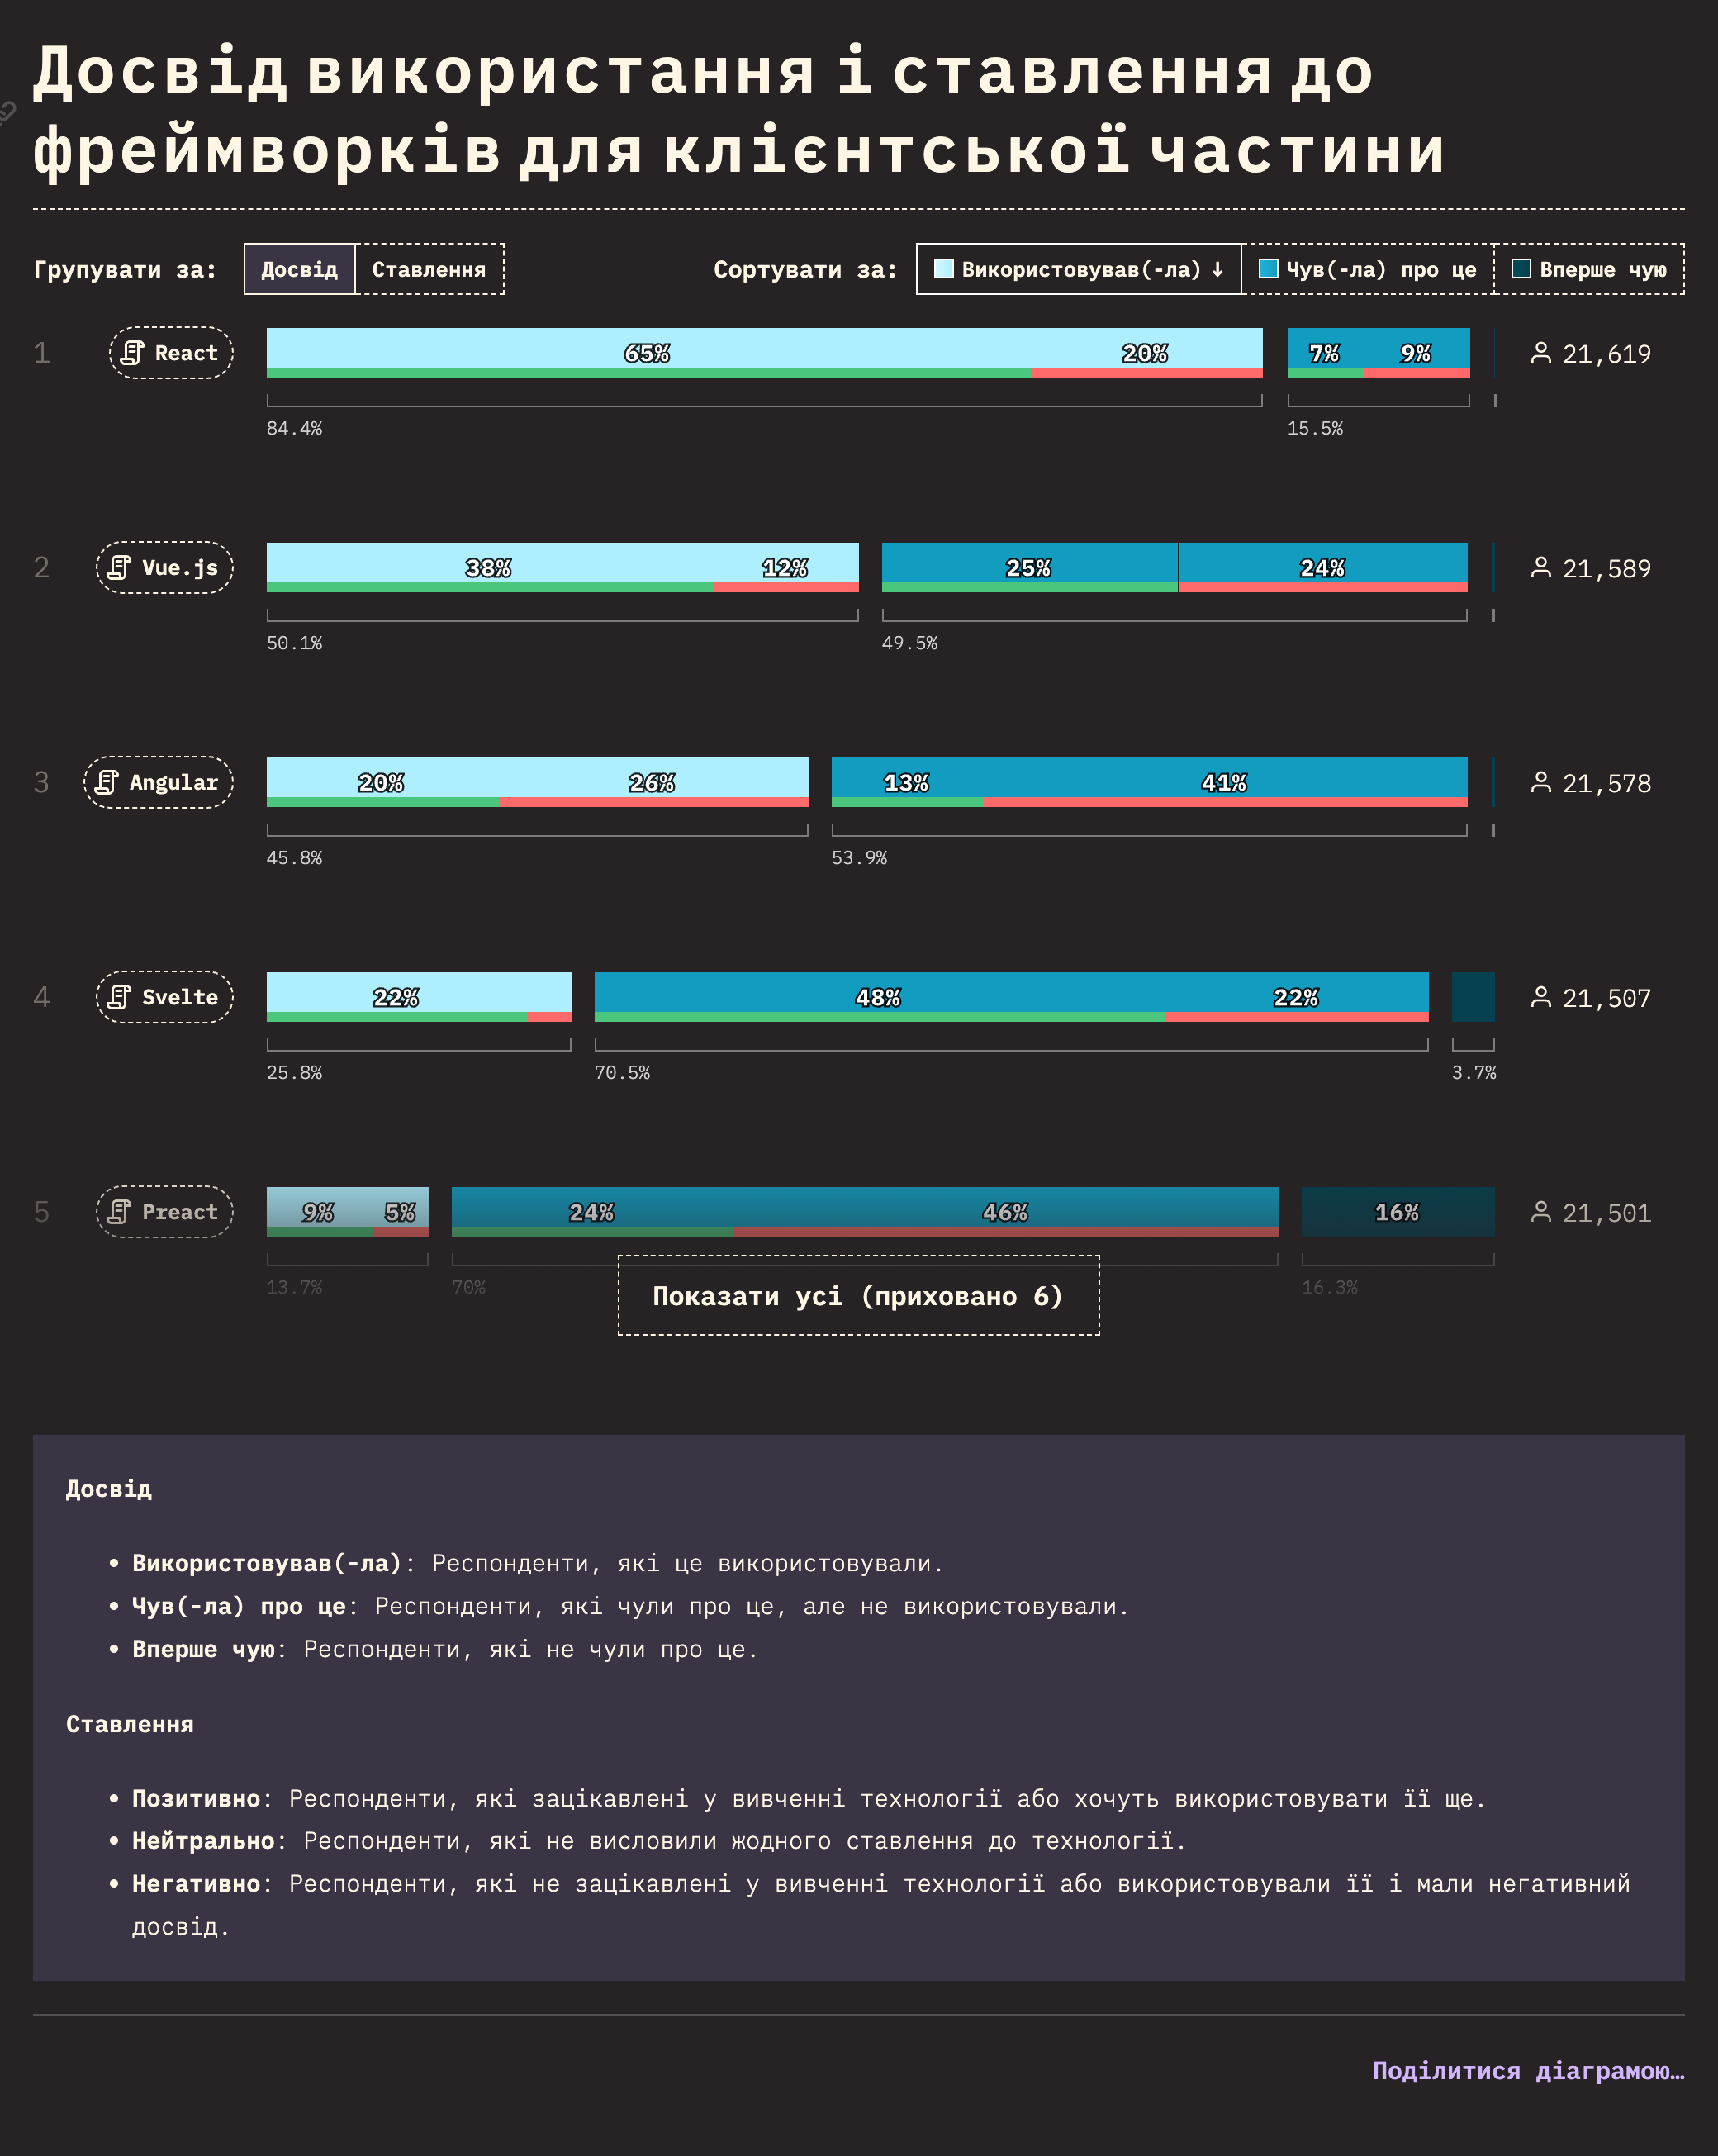 Досвід використання і ставлення до
фреймворків для клієнтської частини
Групувати за: Досвід Ставлення Сортувати за: Використовував(-ла) ↓ Чув(-ла) про це Вперше чую
1 React 65% 20% 7% 9% 21,619
84.4% 15.5%
2 Vue.js 38% 12% 25% 24% 21,589
50.1% 49.5%
3 Angular 20% 26% 13% 41% 21,578
45.8% 53.9%
4 Svelte 22% 48% 22% 21,507
25.8% 70.5% 3.7%
5 Preact 9% 5% 24% 46% 16% 21,501
13.7% 70% 16.3%
Показати усі (приховано 6)
Досвід
• Використовував(-ла): Респонденти, які це використовували.
• Чув(-ла) про це: Респонденти, які чули про це, але не використовували.
• Вперше чую: Респонденти, які не чули про це.
Ставлення
• Позитивно: Респонденти, які зацікавлені у вивченні технології або хочуть використовувати її ще.
• Нейтрально: Респонденти, які не висловили жодного ставлення до технології.
• Негативно: Респонденти, які не зацікавлені у вивченні технології або використовували її і мали негативний
досвід.
Поділитися діаграмою…